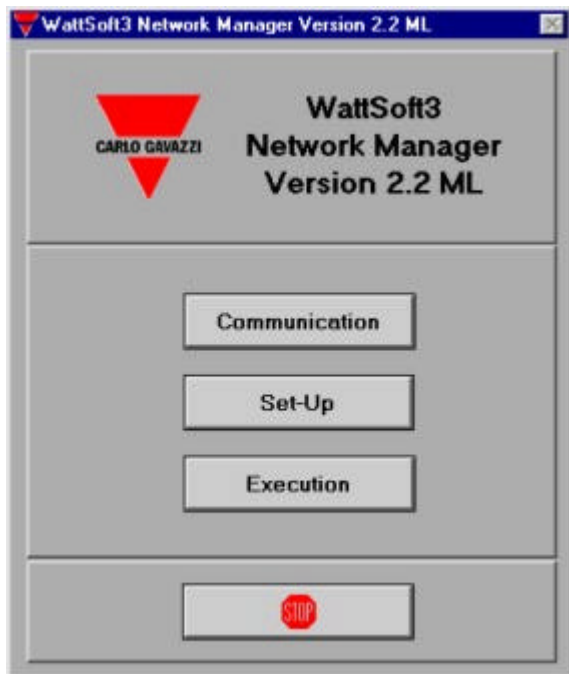 WattSoft3 Network Manager Version 2.2 ML
CARLO GAVAZZI
WattSoft3
Network Manager
Version 2.2 ML
Communication
Set-Up
Execution
STOP